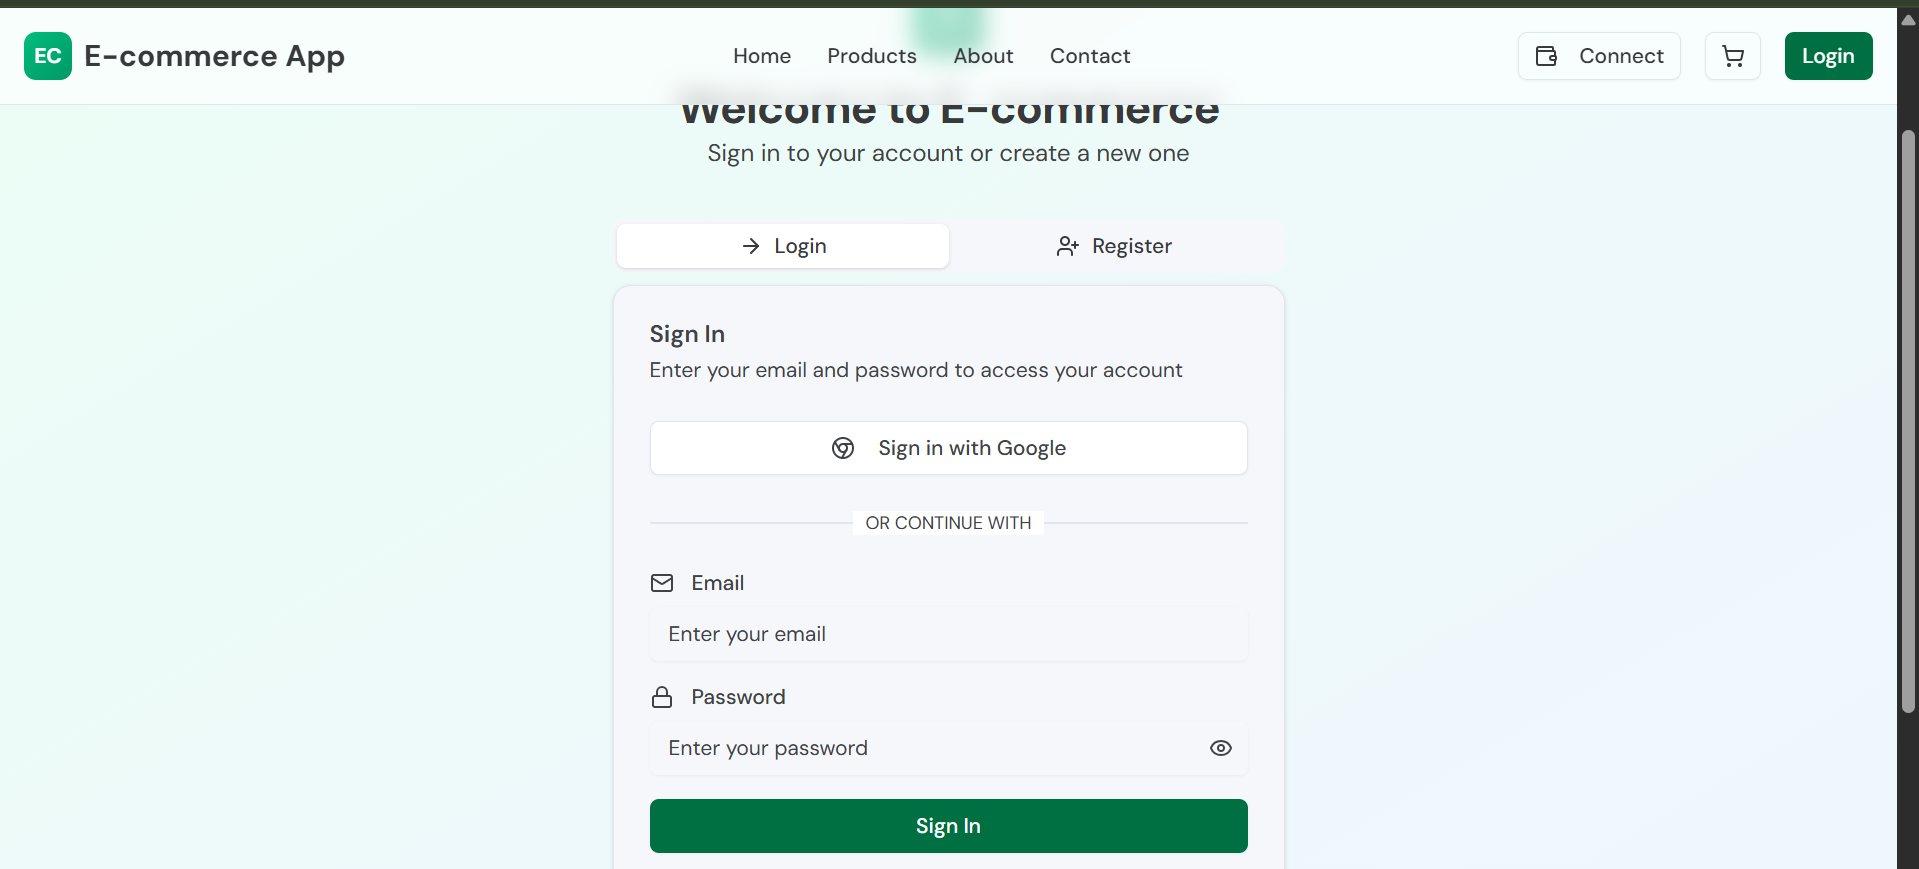 EC E-commerce App Home Products About Contact Connect Login
Welcome to E-commerce
Sign in to your account or create a new one
Login Register
Sign In
Enter your email and password to access your account
Sign in with Google
OR CONTINUE WITH
Email
Enter your email
Password
Enter your password
Sign In